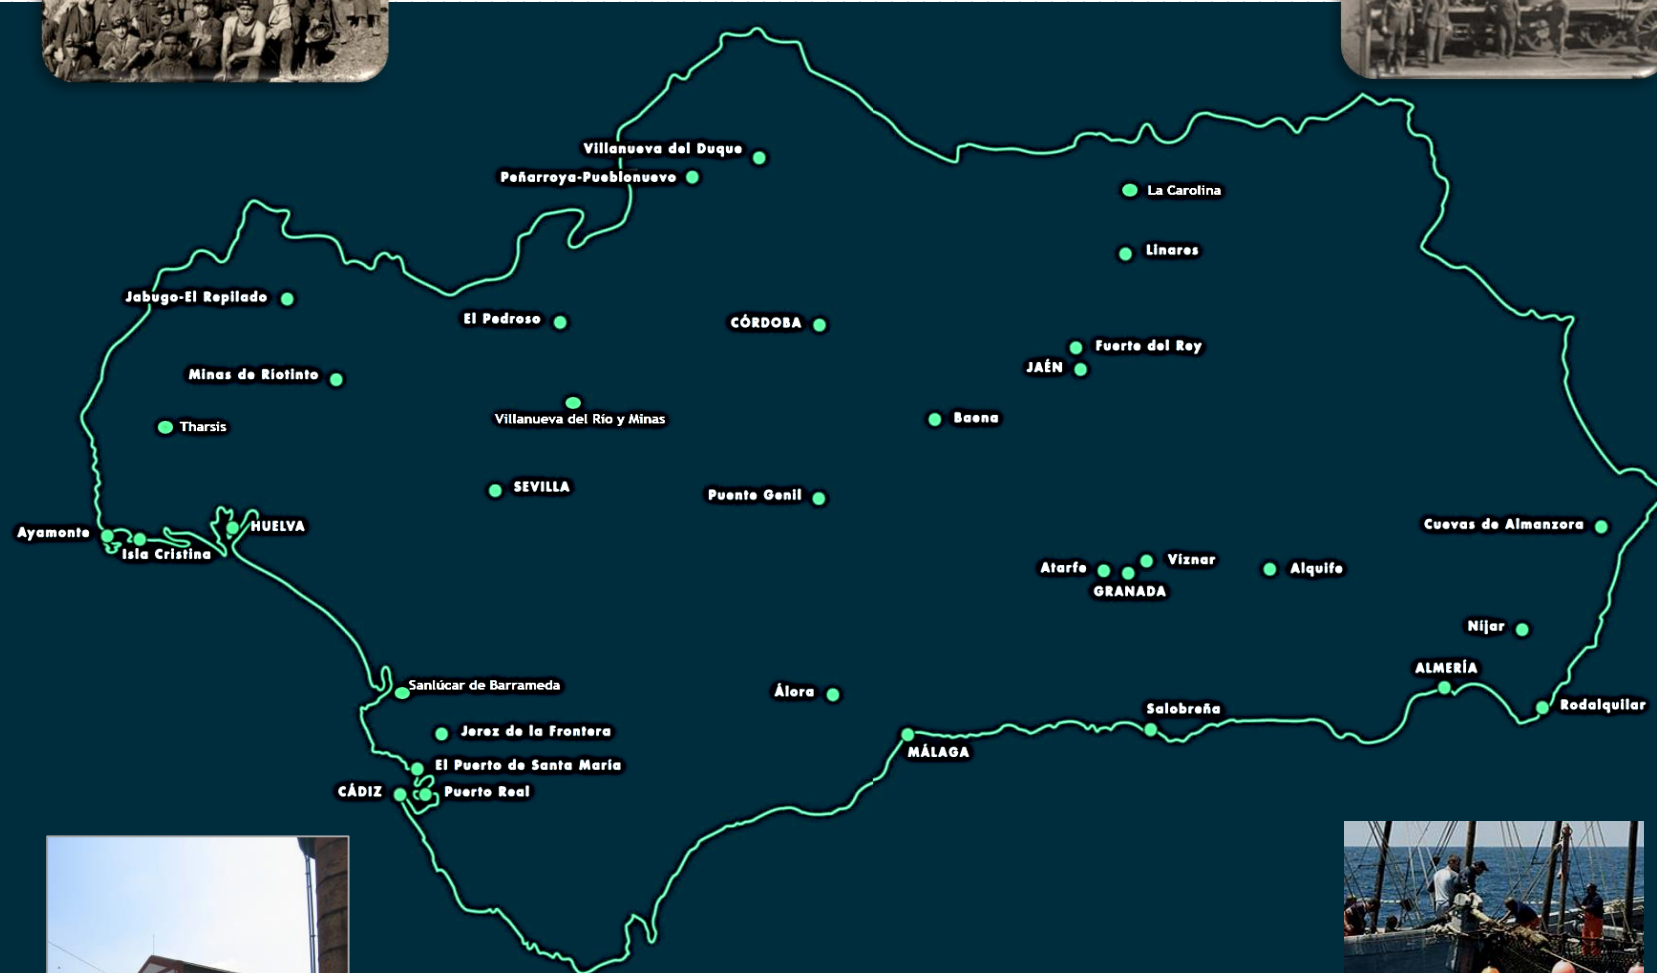 Villanueva del Duque
Peñarroya-Pueblonuevo
La Carolina
Linares
Jabugo-El Repilado
El Pedroso
CÓRDOBA
Fuerte del Rey
JAÉN
Minas de Riotinto
Villanueva del Río y Minas
Baena
Tharsis
SEVILLA
Puente Genil
Ayamonte
HUELVA
Isla Cristina
Cuevas de Almanzora
Atarfe
Víznar
Alquife
GRANADA
Níjar
ALMERÍA
Sanlúcar de Barrameda
Álora
Salobreña
Rodalquilar
Jerez de la Frontera
MÁLAGA
El Puerto de Santa María
CÁDIZ
Puerto Real